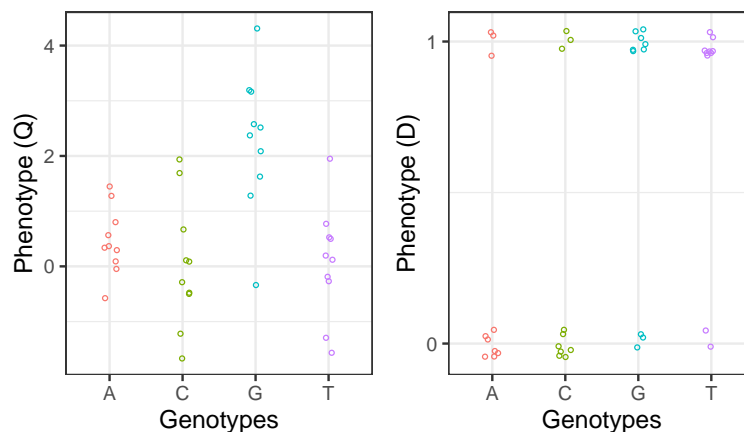 Phenotype (Q)
4
2
0
A C G T
Genotypes
Phenotype (D)
1
0
A C G T
Genotypes